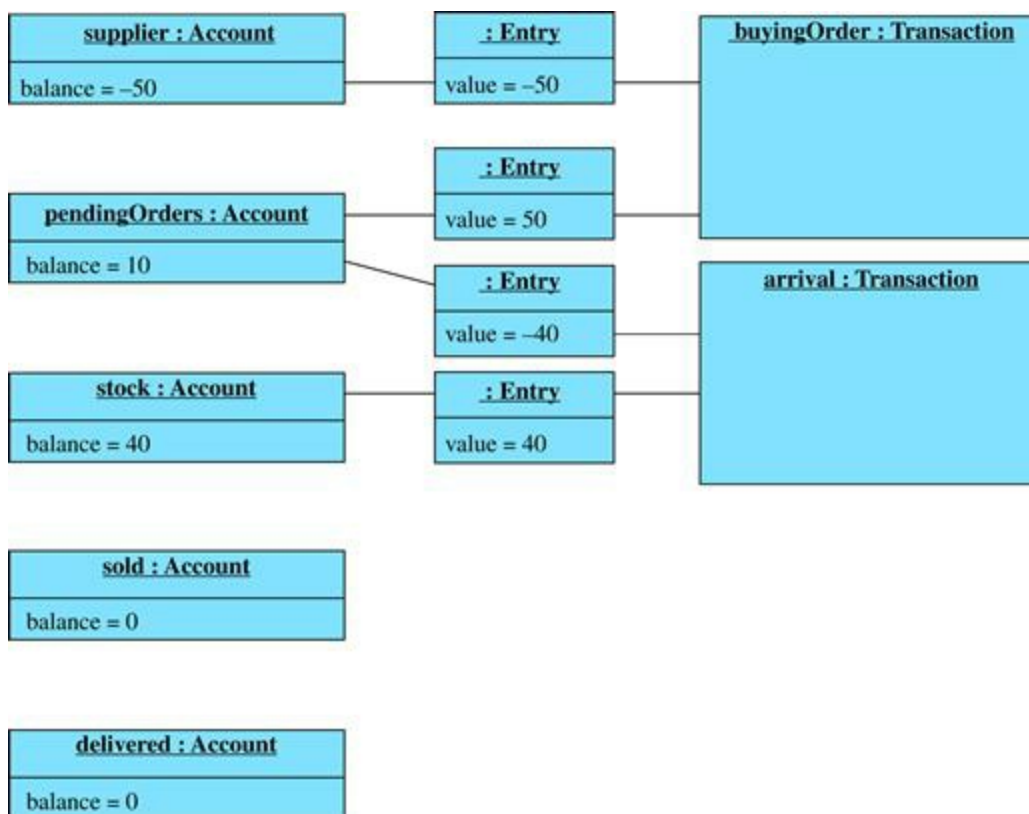 supplier : Account
balance = –50
: Entry
value = –50
buyingOrder : Transaction
: Entry
value = 50
pendingOrders : Account
balance = 10
: Entry
value = –40
arrival : Transaction
stock : Account
balance = 40
: Entry
value = 40
sold : Account
balance = 0
delivered : Account
balance = 0